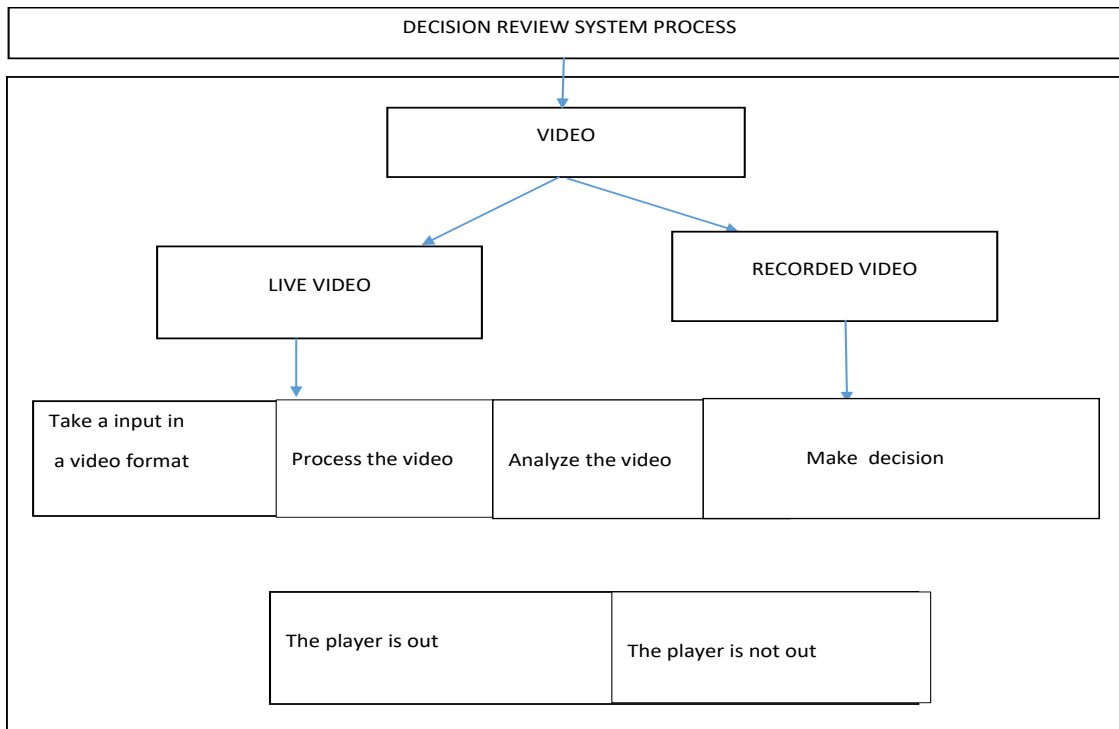 DECISION REVIEW SYSTEM PROCESS
VIDEO
LIVE VIDEO
RECORDED VIDEO
Take a input in
a video format
Process the video
Analyze the video
Make decision
The player is out
The player is not out